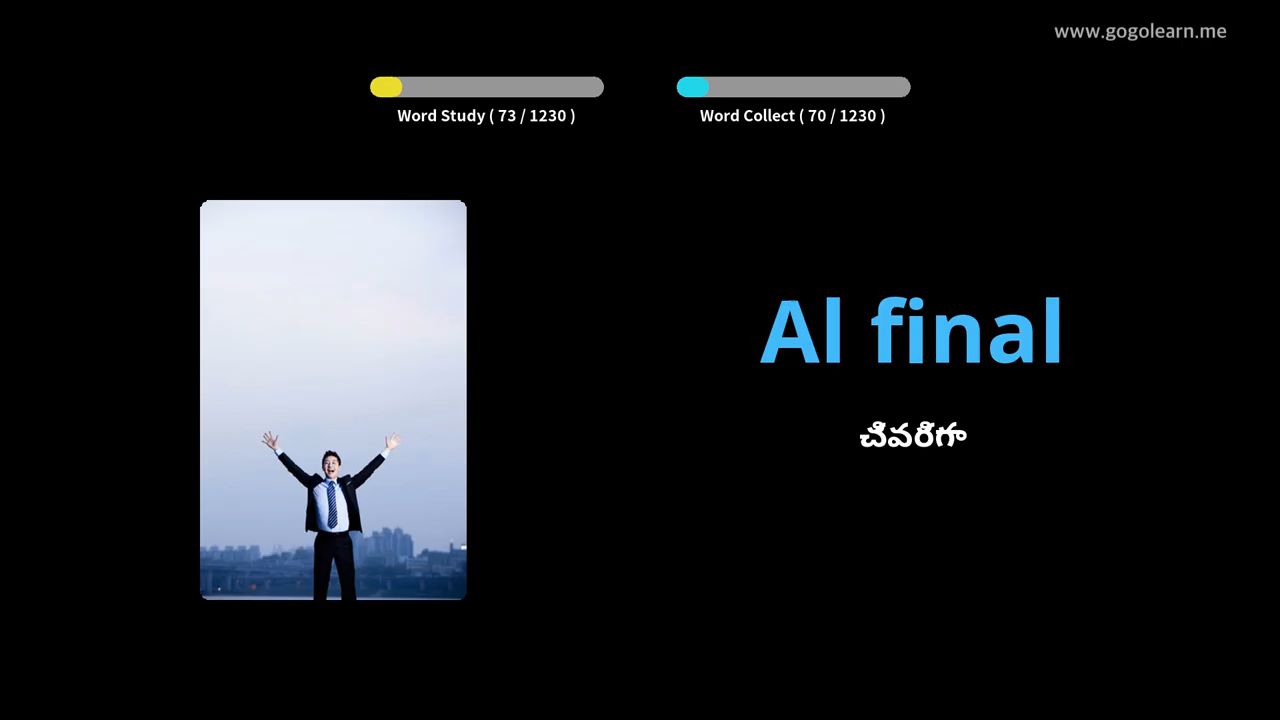 www.gogolearn.me
Word Study ( 73 / 1230 )
Word Collect ( 70 / 1230 )
Al final
చివరిగా